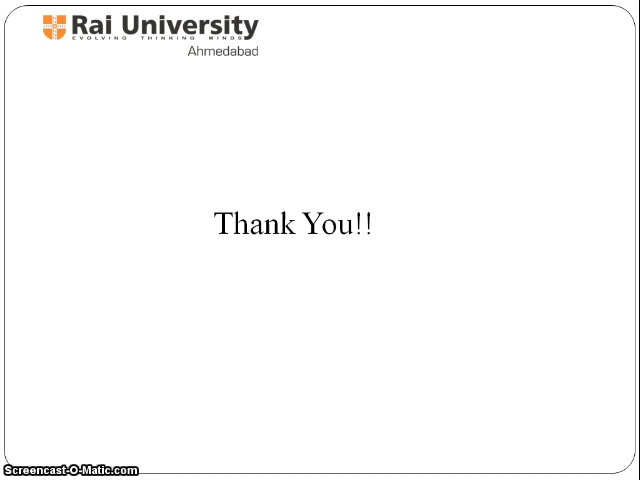 Rai University
EVOLVING THINKING MINDS
Ahmedabad
Thank You!!
Screencast-O-Matic.com